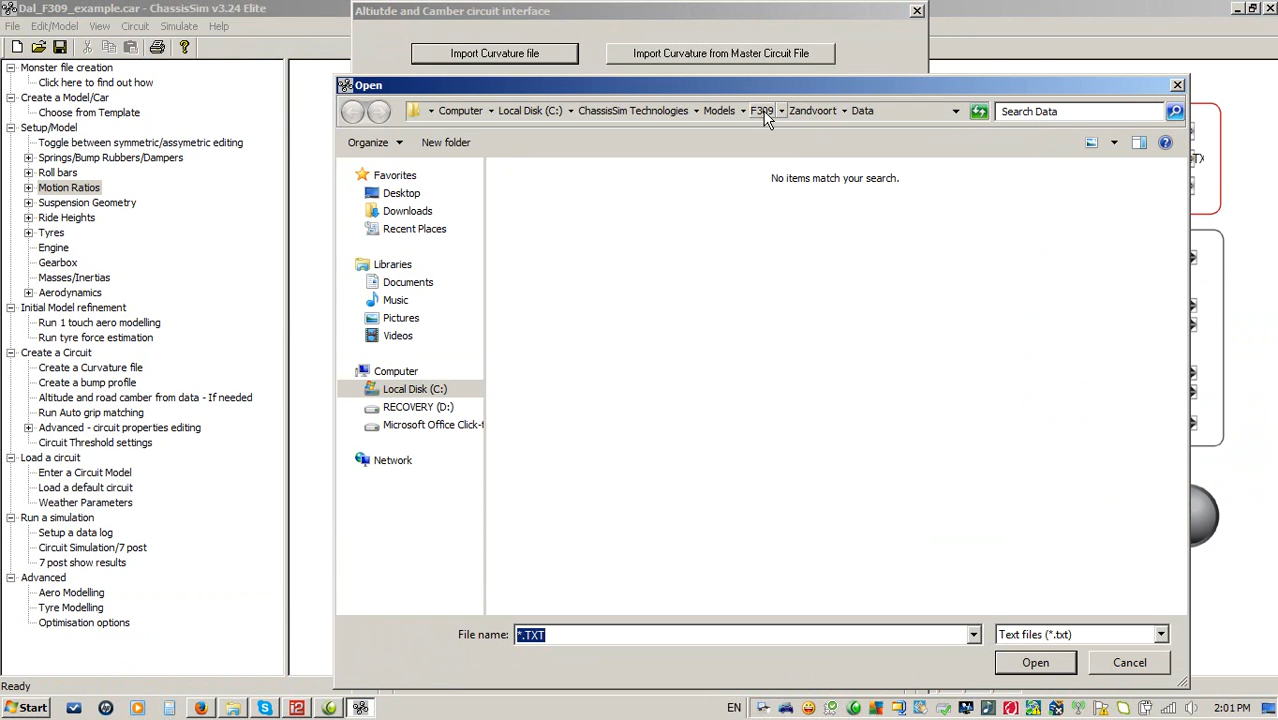 Dal_F309_example.car - ChassisSim v3.24 Elite
Altiutde and Camber circuit interface
File Edit/Model View Circuit Simulate Help
Import Curvature file
Import Curvature from Master Circuit File
Monster file creation
Click here to find out how
Create a Model/Car
Create from Template
Setup/Model
Toggle between symmetric/assymetric editing
Springs/Bump Rubbers/Dampers
Roll bars
Motion Ratios
Suspension Geometry
Ride Heights
Tyres
Engine
Gearbox
Masses/Inertias
Aerodynamics
Initial Model refinement
Run 1 touch aero modelling
Run tyre force estimation
Create a Circuit
Create a Curvature file
Create a bump profile
Altitude and road camber from data - If needed
Run Auto grip matching
Advanced - circuit properties editing
Circuit Threshold settings
Load a circuit
Enter a Circuit Model
Load a default circuit
Weather Parameters
Run a simulation
Setup a data log
Circuit Simulation/7 post
7 post show results
Advanced
Aero Modelling
Tyre Modelling
Optimisation options
Open
Computer Local Disk (C:) ChassisSim Technologies Models F309 Zandvoort Data
Search Data
Organize New folder
Favorites
Desktop
Downloads
Recent Places
Libraries
Documents
Music
Pictures
Videos
Computer
Local Disk (C:)
RECOVERY (D:)
Microsoft Office Click-t
Network
No items match your search.
TX
File name: *.TXT
Text files (*.txt)
Open Cancel
Ready
Start
i2
EN
2:01 PM